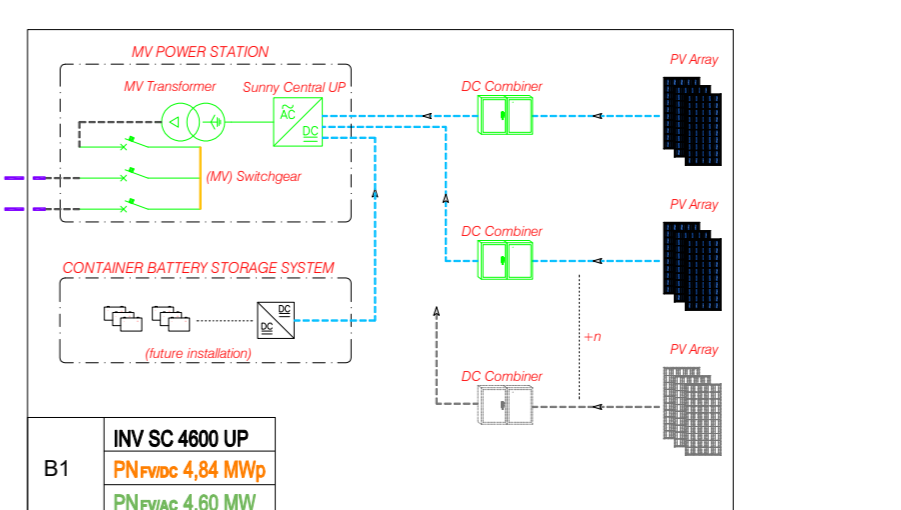 MV POWER STATION
PV Array
MV Transformer
Sunny Central UP
DC Combiner
AC
DC
(MV) Switchgear
PV Array
DC Combiner
CONTAINER BATTERY STORAGE SYSTEM
DC
DC
+n
(future installation)
PV Array
DC Combiner
INV SC 4600 UP
B1
PNFV/DC 4,84 MWp
PNFV/AC 4,60 MW